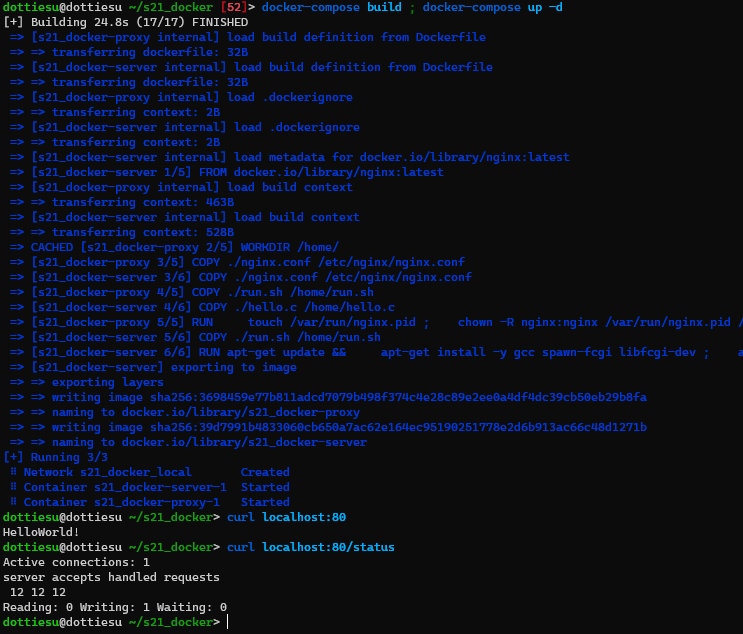 dottiesu@dottiesu ~/s21_docker [52]> docker-compose build ; docker-compose up -d
[+] Building 24.8s (17/17) FINISHED
=> [s21_docker-proxy internal] load build definition from Dockerfile
=> => transferring dockerfile: 32B
=> [s21_docker-server internal] load build definition from Dockerfile
=> => transferring dockerfile: 32B
=> [s21_docker-proxy internal] load .dockerignore
=> => transferring context: 2B
=> [s21_docker-server internal] load .dockerignore
=> => transferring context: 2B
=> [s21_docker-server internal] load metadata for docker.io/library/nginx:latest
=> [s21_docker-server 1/5] FROM docker.io/library/nginx:latest
=> [s21_docker-proxy internal] load build context
=> => transferring context: 463B
=> [s21_docker-server internal] load build context
=> => transferring context: 528B
=> CACHED [s21_docker-proxy 2/5] WORKDIR /home/
=> [s21_docker-proxy 3/5] COPY ./nginx.conf /etc/nginx/nginx.conf
=> [s21_docker-server 3/6] COPY ./nginx.conf /etc/nginx/nginx.conf
=> [s21_docker-proxy 4/5] COPY ./run.sh /home/run.sh
=> [s21_docker-server 4/6] COPY ./hello.c /home/hello.c
=> [s21_docker-proxy 5/5] RUN     touch /var/run/nginx.pid ;    chown -R nginx:nginx /var/run/nginx.pid /
=> [s21_docker-server 5/6] COPY ./run.sh /home/run.sh
=> [s21_docker-server 6/6] RUN apt-get update &&     apt-get install -y gcc spawn-fcgi libfcgi-dev ;    a
=> [s21_docker-server] exporting to image
=> => exporting layers
=> => writing image sha256:3698459e77b811adcd7079b498f374c4e28c89e2ee0a4df4dc39cb50eb29b8fa
=> => naming to docker.io/library/s21_docker-proxy
=> => writing image sha256:39d7991b4833060cb650a7ac62e164ec95190251778e2d6b913ac66c48d1271b
=> => naming to docker.io/library/s21_docker-server
[+] Running 3/3
⠿ Network s21_docker_local       Created
⠿ Container s21_docker-server-1  Started
⠿ Container s21_docker-proxy-1   Started
dottiesu@dottiesu ~/s21_docker> curl localhost:80
HelloWorld!
dottiesu@dottiesu ~/s21_docker> curl localhost:80/status
Active connections: 1
server accepts handled requests
12 12 12
Reading: 0 Writing: 1 Waiting: 0
dottiesu@dottiesu ~/s21_docker>